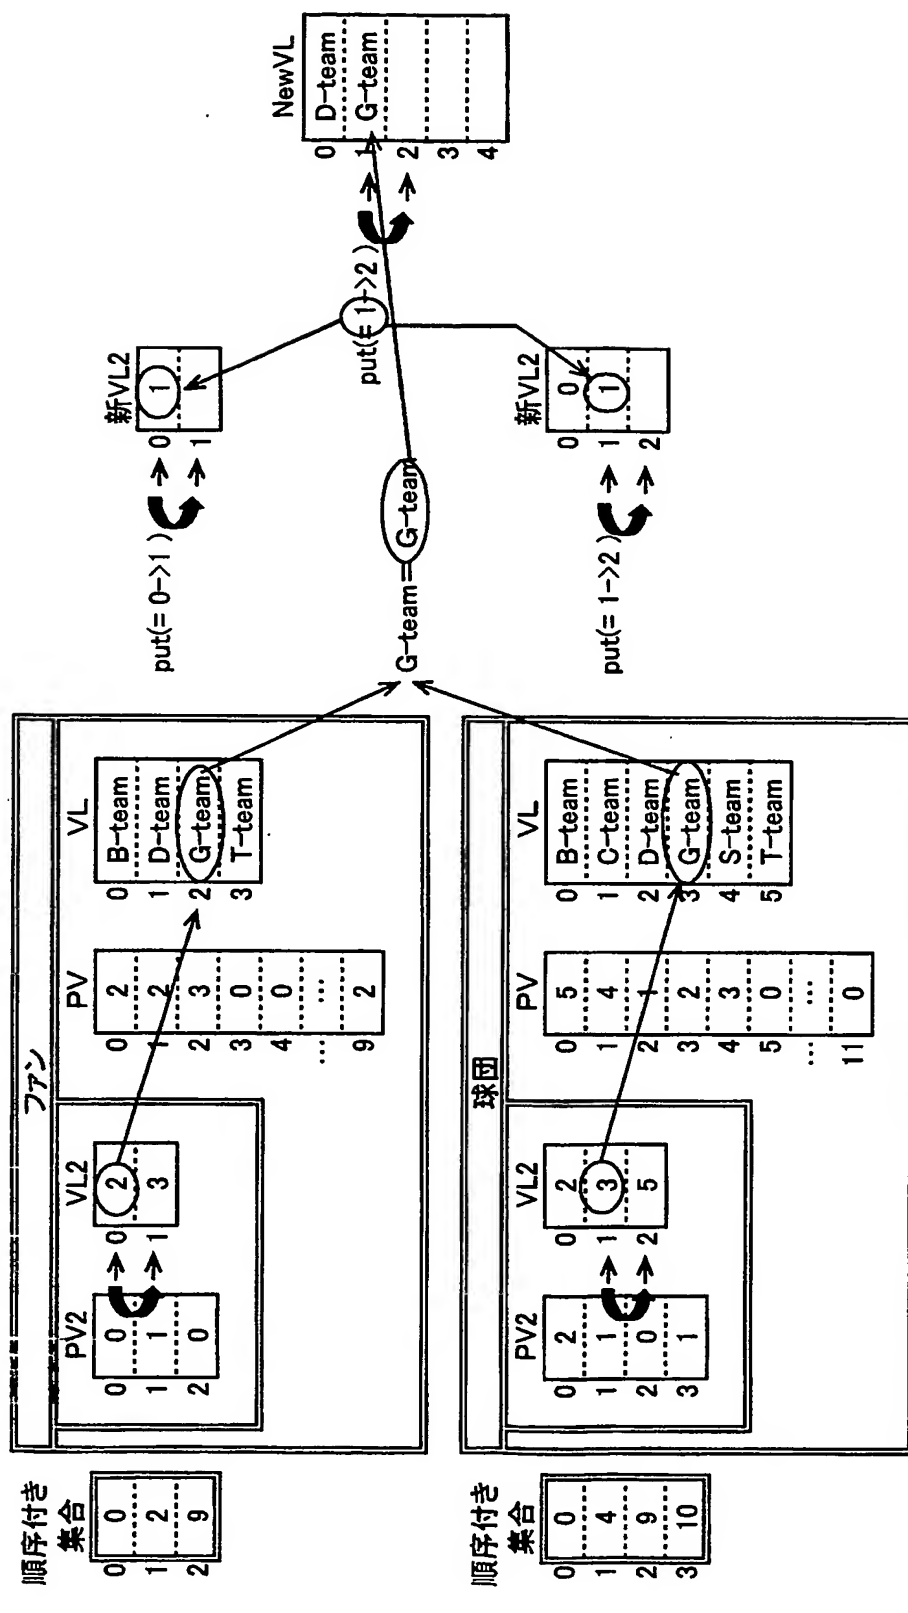 ファン
順序付き
集合
0 0
1 2
2 9
PV2
0 0
1 1
2 0
VL2
0 2
1 3
PV
0 2
1 2
2 3
3 0
4 0
… …
9 2
VL
0 B-team
1 D-team
2 G-team
3 T-team
put(= 0->1 )
新VL2
0 1
1
球団
順序付き
集合
0 0
1 4
2 9
3 10
PV2
0 2
1 1
2 0
3 1
VL2
0 2
1 3
2 5
PV
0 5
1 4
2 1
3 2
4 3
5 0
… …
11 0
VL
0 B-team
1 C-team
2 D-team
3 G-team
4 S-team
5 T-team
G-team=G-team
put(= 1->2 )
新VL2
0 0
1 1
2
put(= 1->2 )
NewVL
0 D-team
1 G-team
2
3
4